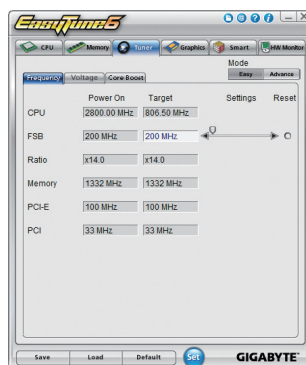 EasyTune6
CPU Memory Tuner Graphics Smart HW Monitor
Mode
Easy Advance
Frequency Voltage Core Boost
Power On Target Settings Reset
CPU 2800.00 MHz 806.50 MHz
FSB 200 MHz 200 MHz
Ratio x14.0 x14.0
Memory 1332 MHz 1332 MHz
PCI-E 100 MHz 100 MHz
PCI 33 MHz 33 MHz
Save Load Default Set GIGABYTE